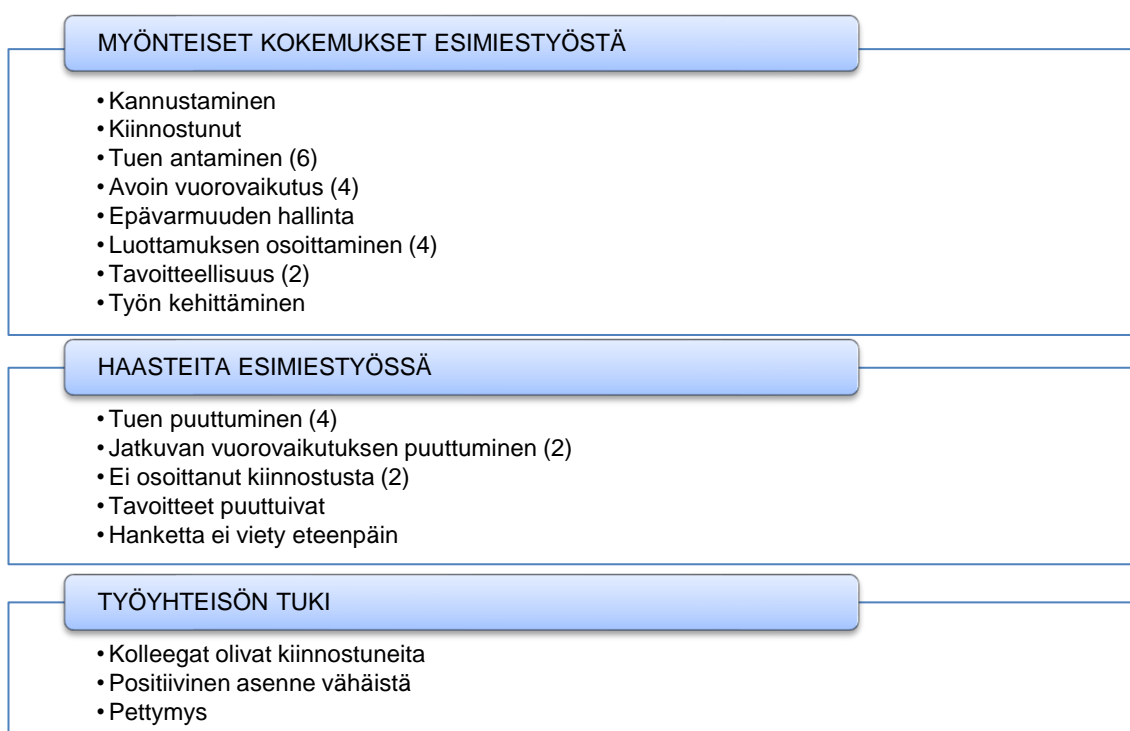 MYÖNTEISET KOKEMUKSET ESIMIESTYÖSTÄ
• Kannustaminen
• Kiinnostunut
• Tuen antaminen (6)
• Avoin vuorovaikutus (4)
• Epävarmuuden hallinta
• Luottamuksen osoittaminen (4)
• Tavoitteellisuus (2)
• Työn kehittäminen
HAASTEITA ESIMIESTYÖSSÄ
• Tuen puuttuminen (4)
• Jatkuvan vuorovaikutuksen puuttuminen (2)
• Ei osoittanut kiinnostusta (2)
• Tavoitteet puuttuivat
• Hanketta ei viety eteenpäin
TYÖYHTEISÖN TUKI
• Kolleegat olivat kiinnostuneita
• Positiivinen asenne vähäistä
• Pettymys